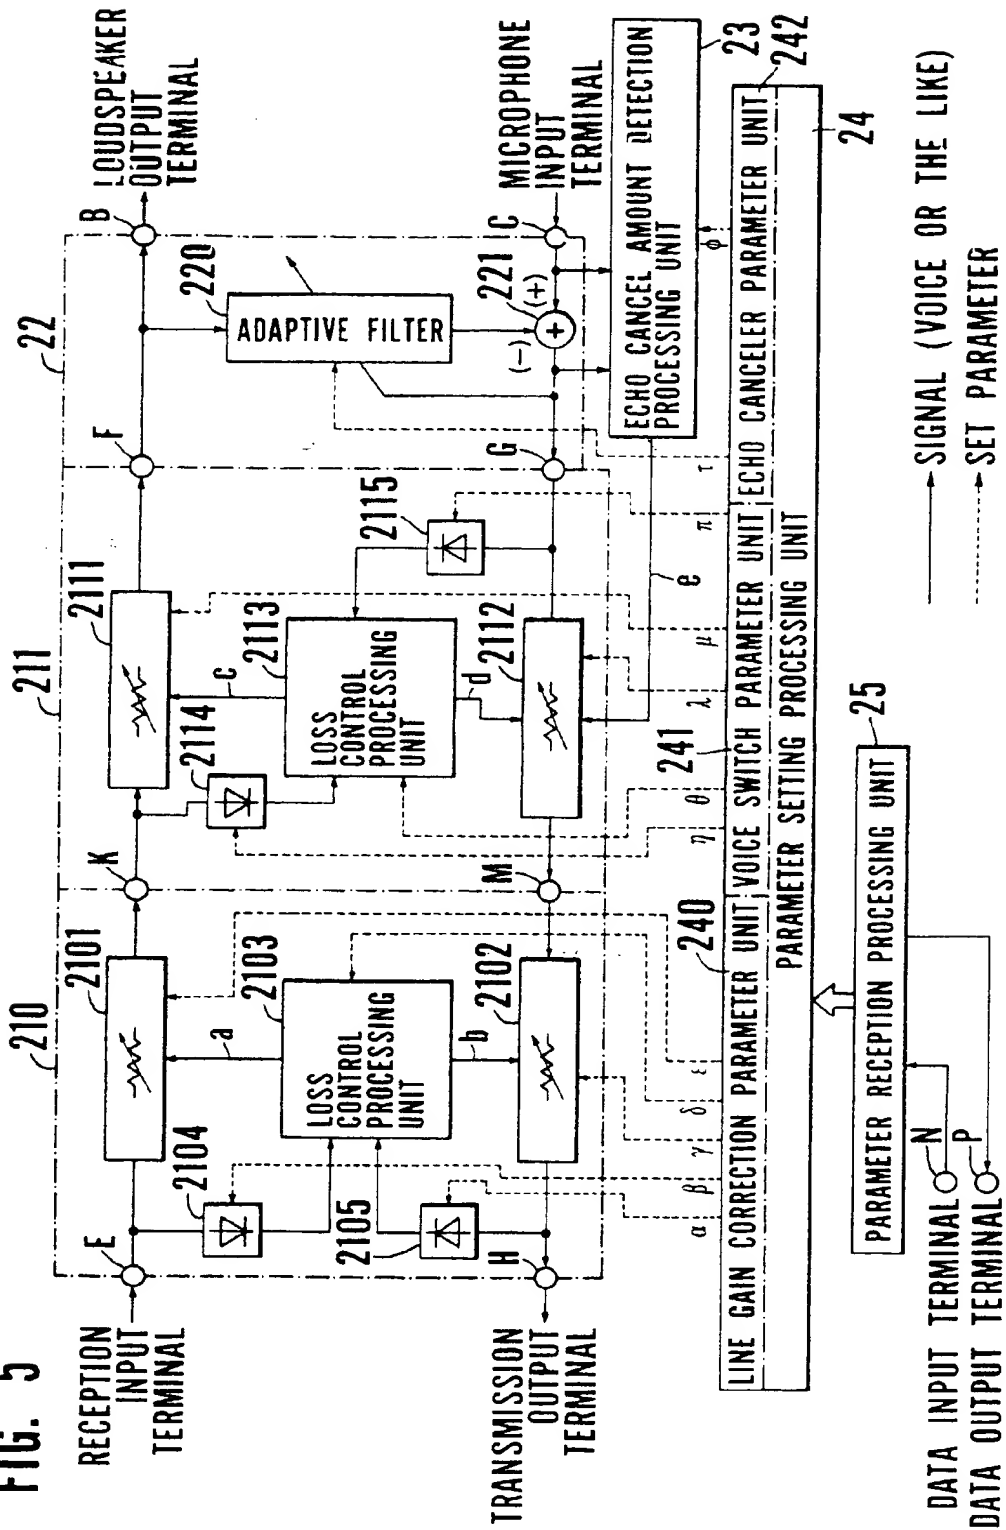 FIG. 5
RECEPTION
INPUT
TERMINAL
E
210
2101
K
211
2111
F
22
B
LOUDSPEAKER
OUTPUT
TERMINAL
2104
a
2103
LOSS
CONTROL
PROCESSING
UNIT
2114
c
2113
LOSS
CONTROL
PROCESSING
UNIT
220
ADAPTIVE FILTER
2105
b
2102
d
2112
2115
(-)
221
(+)
+
TRANSMISSION
OUTPUT
TERMINAL
H
M
G
C
MICROPHONE
INPUT
TERMINAL
ECHO CANCEL AMOUNT DETECTION
PROCESSING UNIT
23
e
α
β
γ
δ
ε
η
θ
λ
μ
π
τ
φ
240
241
242
LINE GAIN CORRECTION PARAMETER UNIT
VOICE SWITCH PARAMETER UNIT
ECHO CANCELER PARAMETER UNIT
PARAMETER SETTING PROCESSING UNIT
24
PARAMETER RECEPTION PROCESSING UNIT
25
DATA INPUT TERMINAL
N
DATA OUTPUT TERMINAL
P
SIGNAL (VOICE OR THE LIKE)
SET PARAMETER